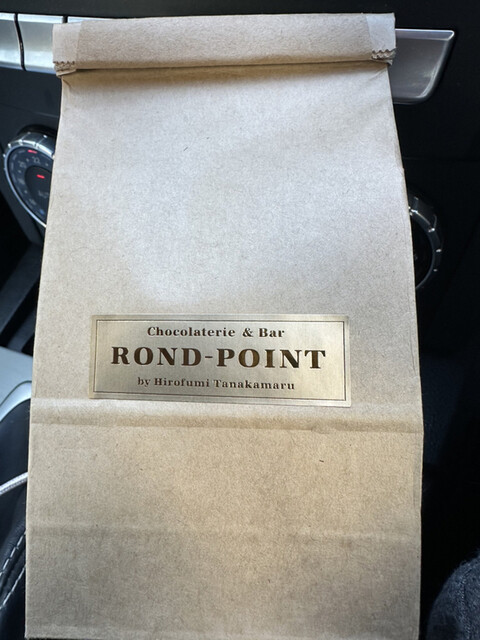 Chocolaterie & Bar
ROND-POINT
by Hirofumi Tanakamaru